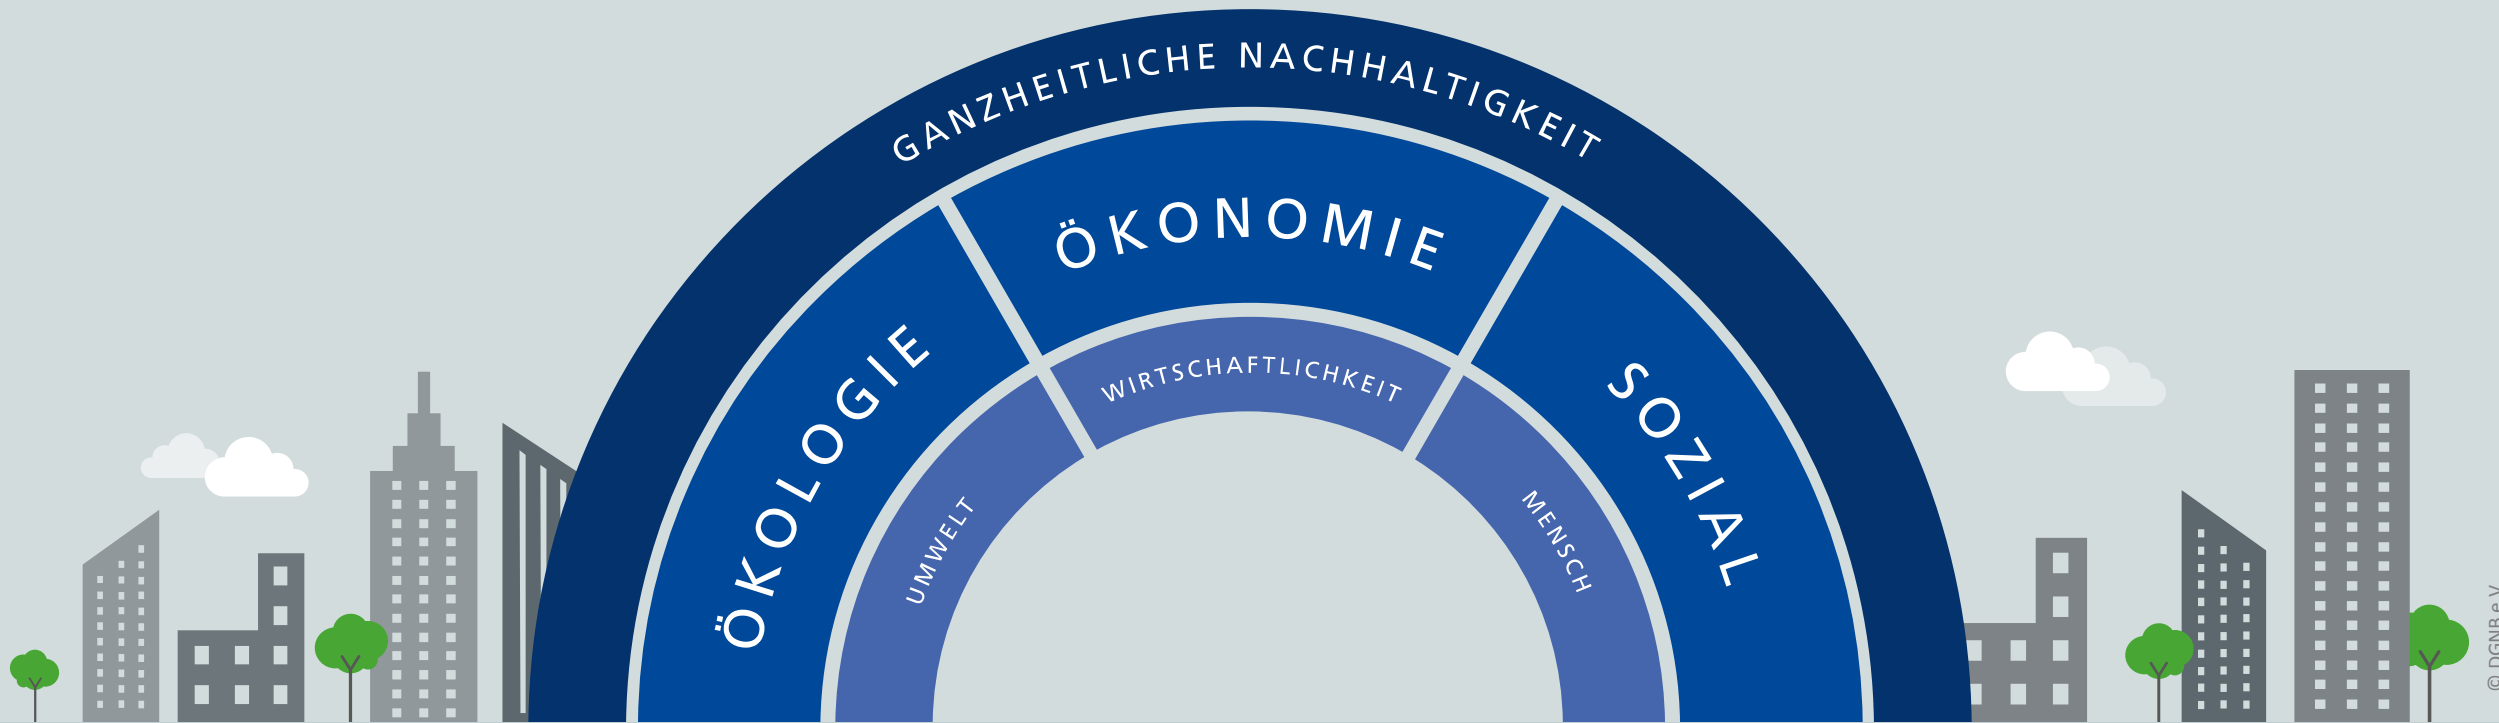 GANZHEITLICHE NACHHALTIGKEIT
ÖKOLOGIE
ÖKONOMIE
SOZIAL
UMWELT
WIRTSCHAFTLICHKEIT
MENSCH
© DGNB e.V.